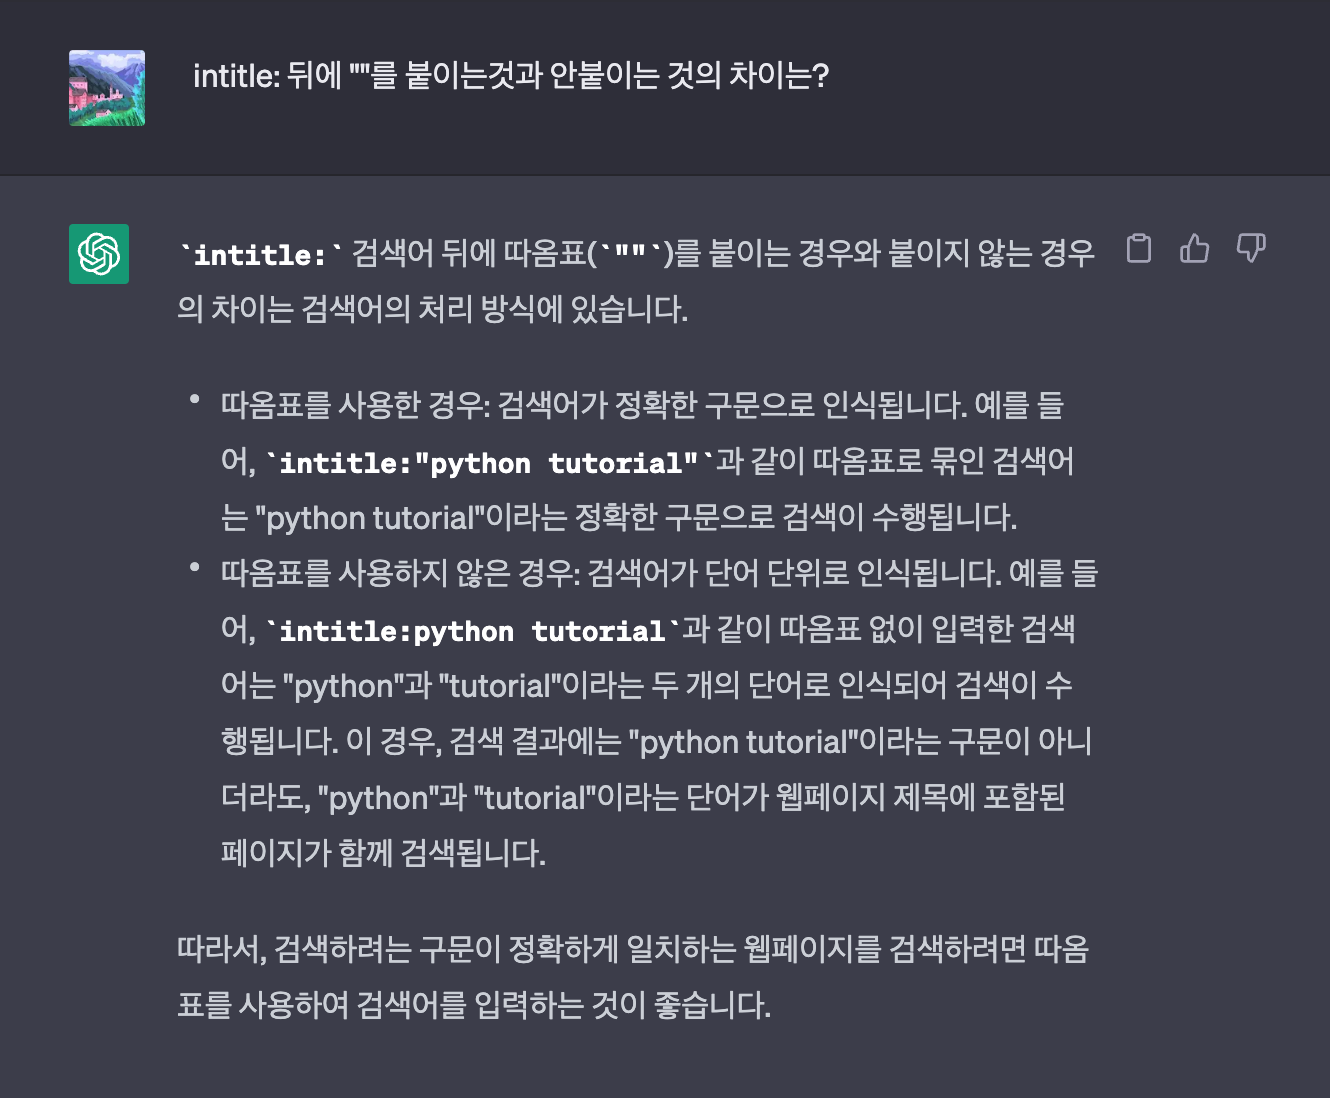 intitle: 뒤에 ""를 붙이는것과 안붙이는 것의 차이는?
`intitle:` 검색어 뒤에 따옴표(`""`)를 붙이는 경우와 붙이지 않는 경우
의 차이는 검색어의 처리 방식에 있습니다.
• 따옴표를 사용한 경우: 검색어가 정확한 구문으로 인식됩니다. 예를 들
어, `intitle:"python tutorial"`과 같이 따옴표로 묶인 검색어
는 "python tutorial"이라는 정확한 구문으로 검색이 수행됩니다.
• 따옴표를 사용하지 않은 경우: 검색어가 단어 단위로 인식됩니다. 예를 들
어, `intitle:python tutorial`과 같이 따옴표 없이 입력한 검색
어는 "python"과 "tutorial"이라는 두 개의 단어로 인식되어 검색이 수
행됩니다. 이 경우, 검색 결과에는 "python tutorial"이라는 구문이 아니
더라도, "python"과 "tutorial"이라는 단어가 웹페이지 제목에 포함된
페이지가 함께 검색됩니다.
따라서, 검색하려는 구문이 정확하게 일치하는 웹페이지를 검색하려면 따옴
표를 사용하여 검색어를 입력하는 것이 좋습니다.